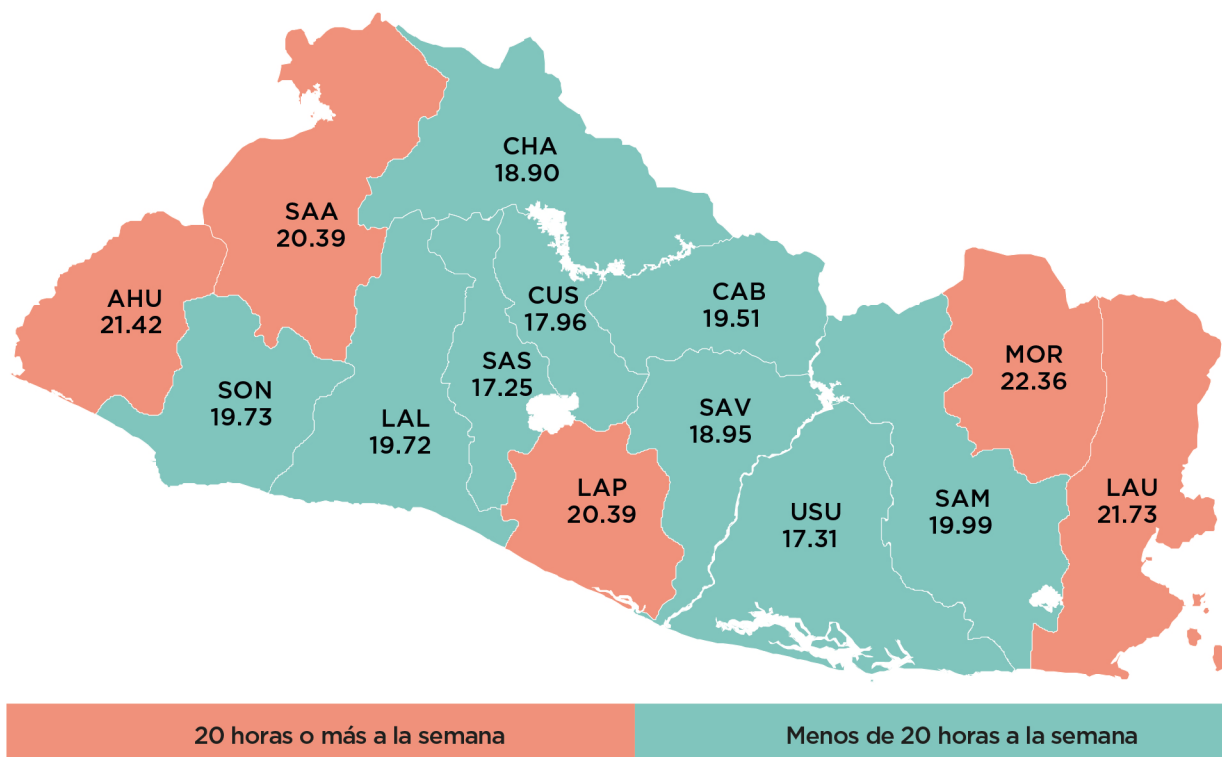 CHA
18.90
SAA
20.39
AHU
21.42
CUS
17.96
CAB
19.51
MOR
22.36
SON
19.73
SAS
17.25
LAL
19.72
SAV
18.95
LAP
20.39
USU
17.31
SAM
19.99
LAU
21.73
20 horas o más a la semana
Menos de 20 horas a la semana